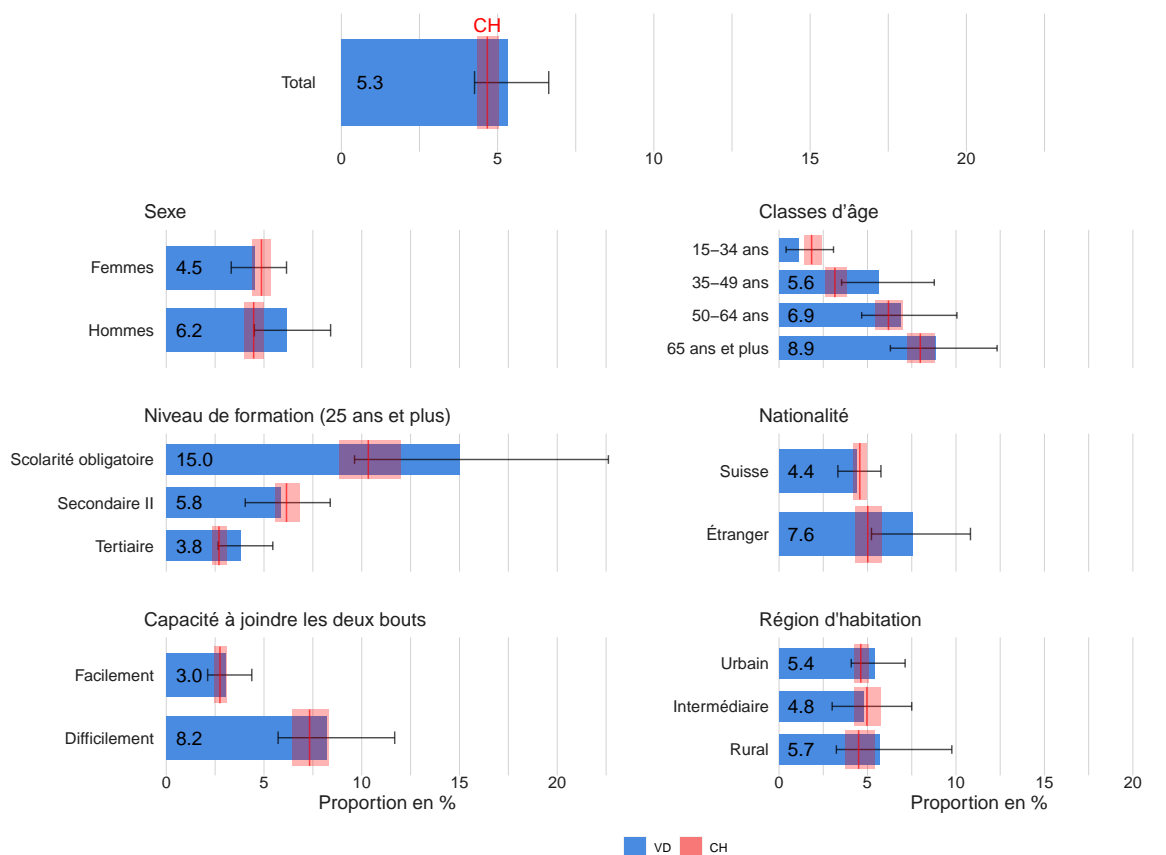 CH
Total
5.3
0 5 10 15 20
Sexe
Femmes
4.5
Hommes
6.2
Classes d'âge
15−34 ans
35−49 ans
5.6
50−64 ans
6.9
65 ans et plus
8.9
Niveau de formation (25 ans et plus)
Scolarité obligatoire
15.0
Secondaire II
5.8
Tertiaire
3.8
Nationalité
Suisse
4.4
Étranger
7.6
Capacité à joindre les deux bouts
Facilement
3.0
Difficilement
8.2
0 5 10 15 20
Proportion en %
Région d'habitation
Urbain
5.4
Intermédiaire
4.8
Rural
5.7
0 5 10 15 20
Proportion en %
VD CH